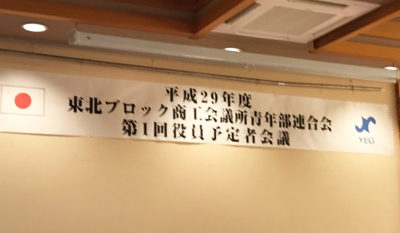 平成29年度
東北ブロック商工会議所青年部連合会
第1回役員予定者会議
YEG